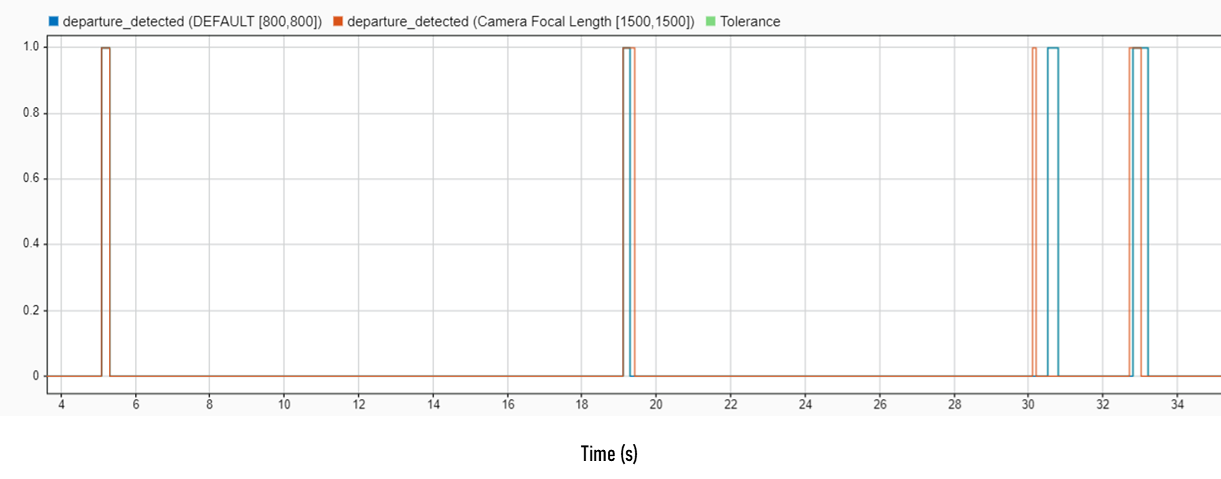 departure_detected (DEFAULT [800,800]) departure_detected (Camera Focal Length [1500,1500]) Tolerance
1.0
0.8
0.6
0.4
0.2
0
4 6 8 10 12 14 16 18 20 22 24 26 28 30 32 34
Time (s)